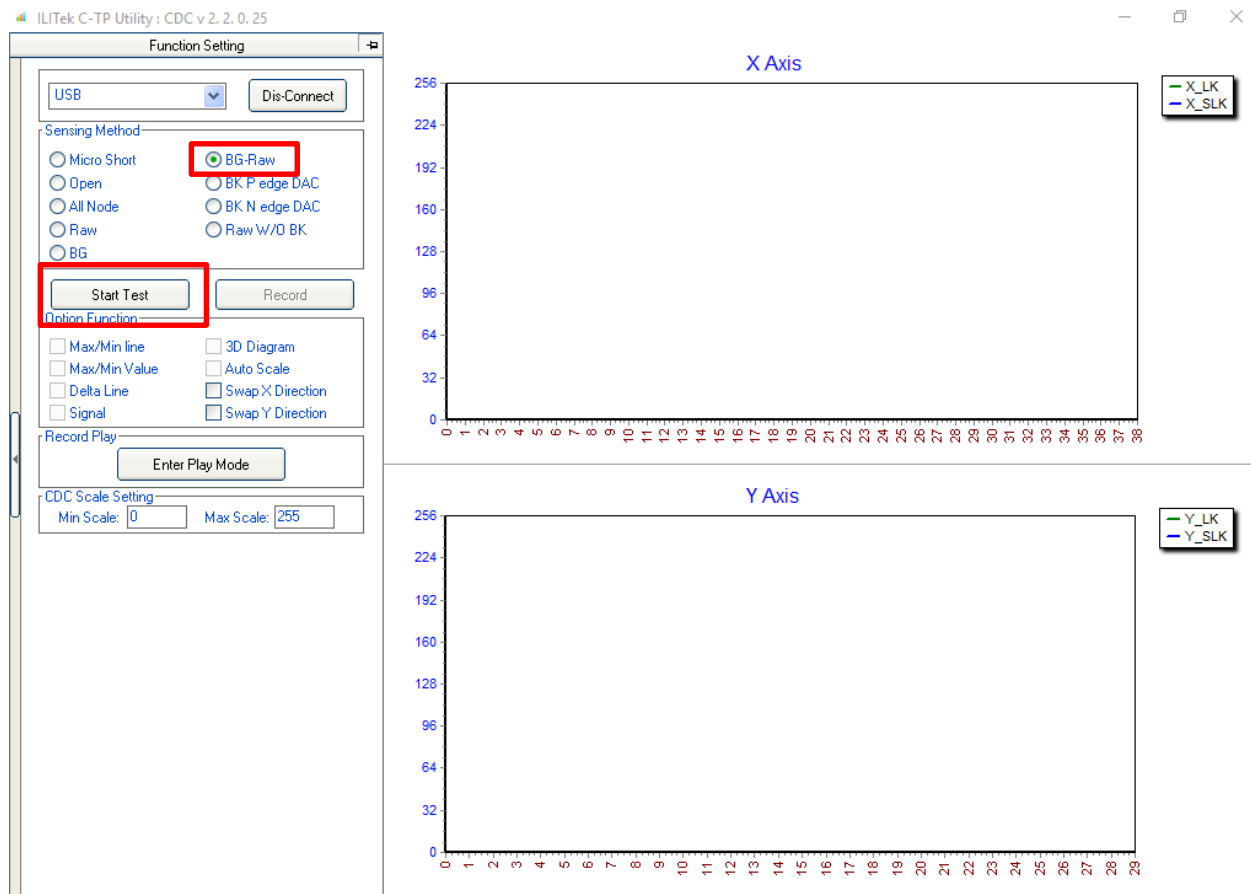 ILITek C-TP Utility : CDC v 2. 2. 0. 25
Function Setting
USB
Dis-Connect
Sensing Method
Micro Short
BG-Raw
Open
BK P edge DAC
All Node
BK N edge DAC
Raw
Raw W/O BK
BG
Start Test
Record
Option Function
Max/Min line
3D Diagram
Max/Min Value
Auto Scale
Delta Line
Swap X Direction
Signal
Swap Y Direction
Record Play
Enter Play Mode
CDC Scale Setting
Min Scale: 0
Max Scale: 255
X Axis
256
224
192
160
128
96
64
32
0
0 1 2 3 4 5 6 7 8 9 10 11 12 13 14 15 16 17 18 19 20 21 22 23 24 25 26 27 28 29 30 31 32 33 34 35 36 37 38
X_LK
X_SLK
Y Axis
256
224
192
160
128
96
64
32
0
0 1 2 3 4 5 6 7 8 9 10 11 12 13 14 15 16 17 18 19 20 21 22 23 24 25 26 27 28 29
Y_LK
Y_SLK